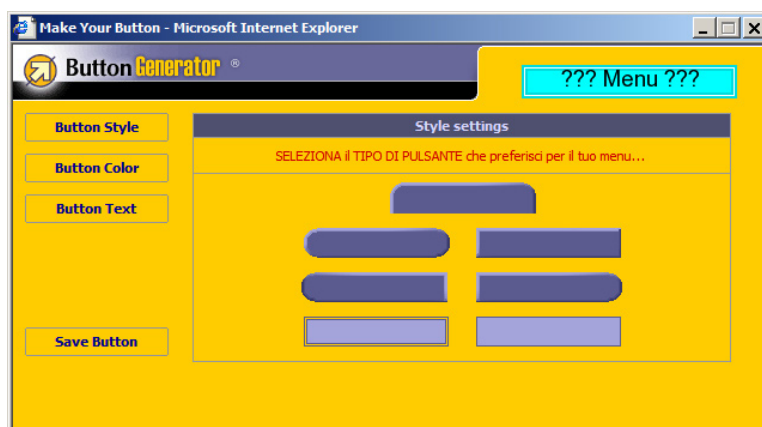 Make Your Button - Microsoft Internet Explorer
Button Generator ®
??? Menu ???
Button Style
Button Color
Button Text
Save Button
Style settings
SELEZIONA il TIPO DI PULSANTE che preferisci per il tuo menu...